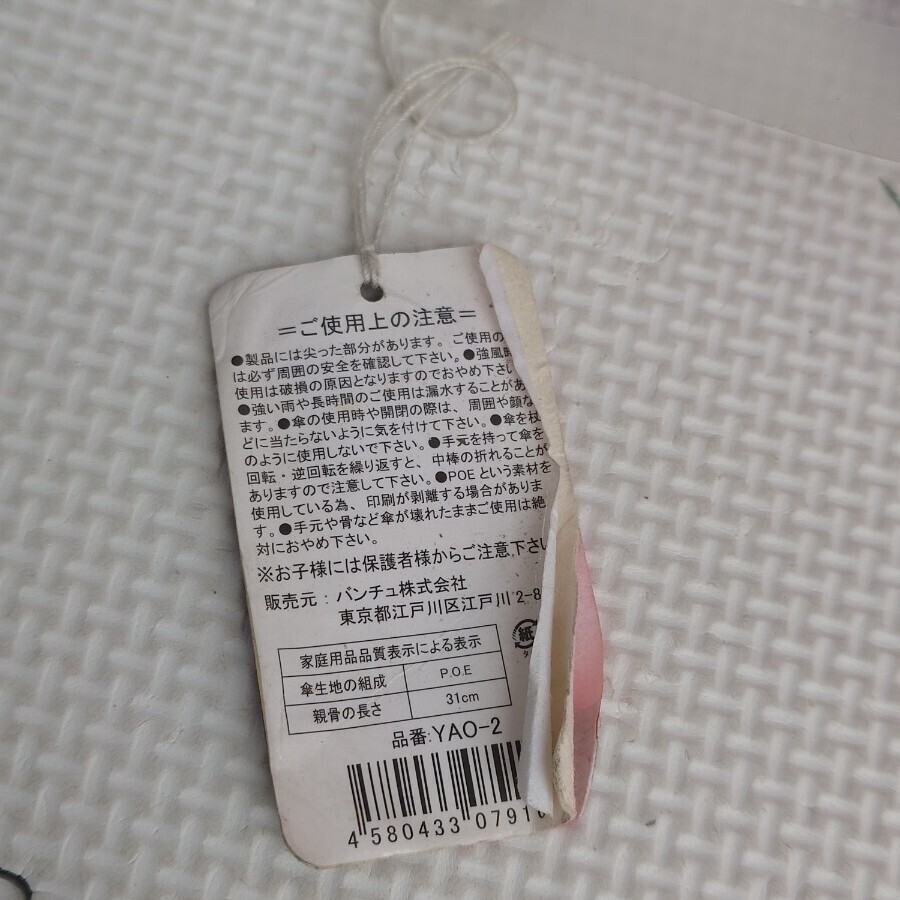 =ご使用上の注意=
●製品には尖った部分があります。ご使用の
は必ず周囲の安全を確認して下さい。●強風
使用は破損の原因となりますのでおやめ下さい
●強い雨や長時間のご使用は漏水することがあ
ます。●傘の使用時や開閉の際は、周囲や顔な
どに当たらないように気を付けて下さい。●傘を杖
のように使用しないで下さい。●手元を持って傘を
回転・逆回転を繰り返すと、中棒の折れることが
ありますので注意して下さい。●POEという素材を
使用している為、印刷が剥離する場合がありま
す。●手元や骨など傘が壊れたままご使用は絶
対におやめ下さい。
※お子様には保護者様からご注意下さい
販売元：バンチュ株式会社
東京都江戸川区江戸川2-8
紙
タ
家庭用品品質表示による表示
傘生地の組成 P.O.E
親骨の長さ 31cm
品番:YAO-2
4 580433 0791